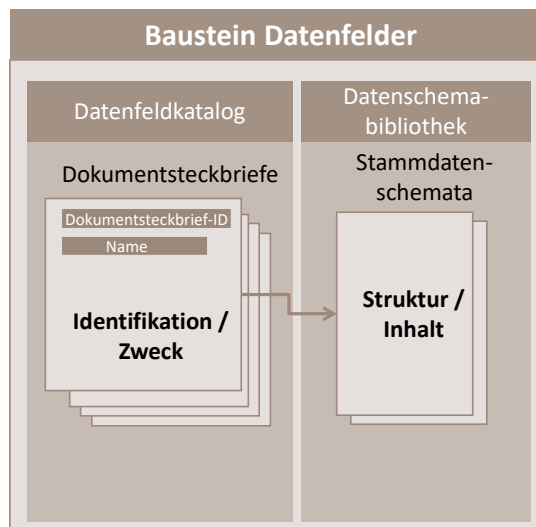 Baustein Datenfelder
Datenfeldkatalog
Datenschema-
bibliothek
Dokumentsteckbriefe
Stammdaten-
schemata
Dokumentsteckbrief-ID
Name
Identifikation /
Zweck
Struktur /
Inhalt